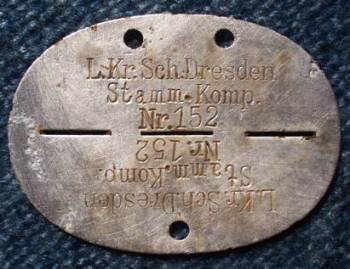 L.Kr.Sch.Dresden
Stamm.Komp.
Nr.152
Nr.152
Stamm.Komp.
L.Kr.Sch.Dresden